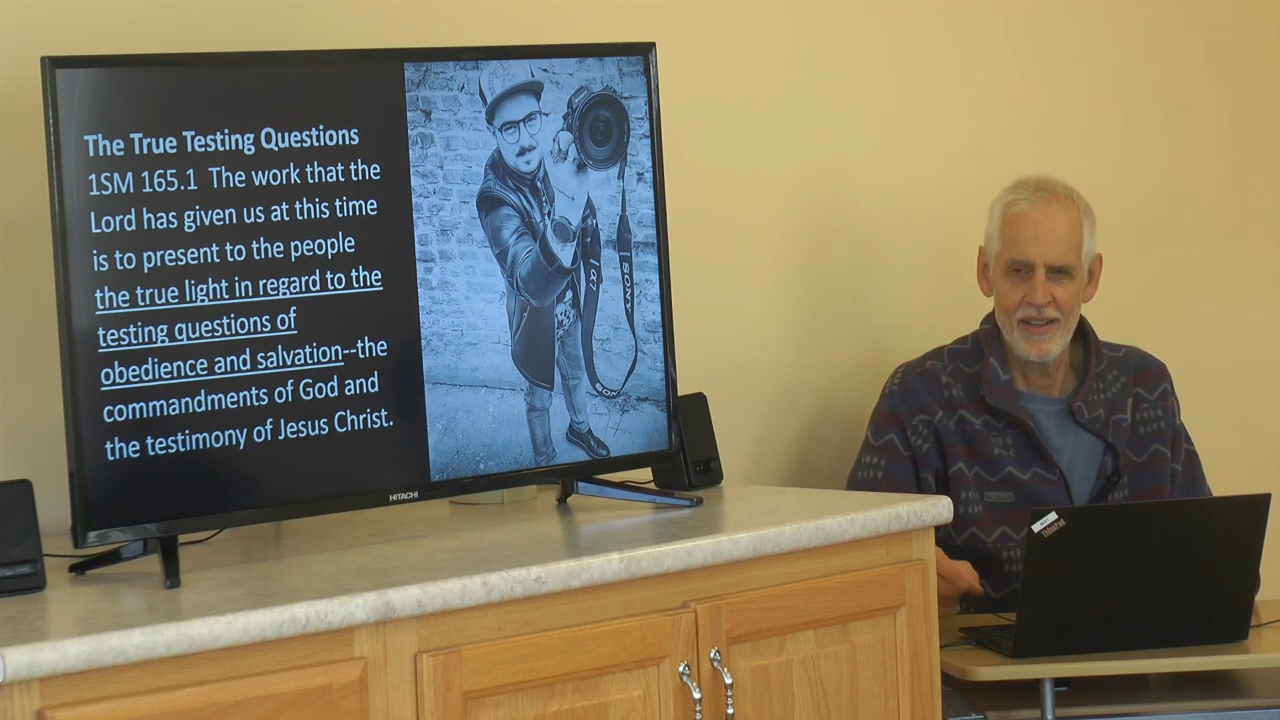 The True Testing Questions
1SM 165.1 The work that the
Lord has given us at this time
is to present to the people
the true light in regard to the
testing questions of
obedience and salvation--the
commandments of God and
the testimony of Jesus Christ.
α7
SONY
SO
HITACHI
ThinkPad